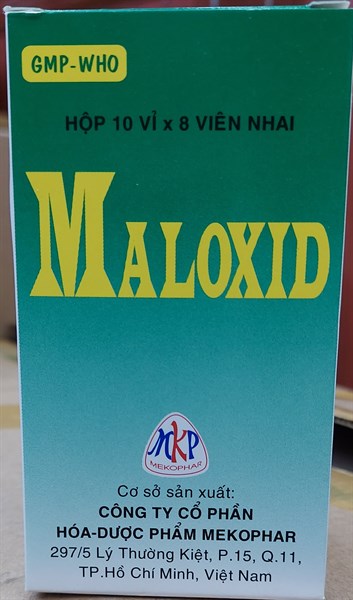 GMP-WHO
HỘP 10 VỈ x 8 VIÊN NHAI
MALOXID
MKP
MEKOPHAR
Cơ sở sản xuất:
CÔNG TY CỔ PHẦN
HÓA-DƯỢC PHẨM MEKOPHAR
297/5 Lý Thường Kiệt, P.15, Q.11,
TP.Hồ Chí Minh, Việt Nam